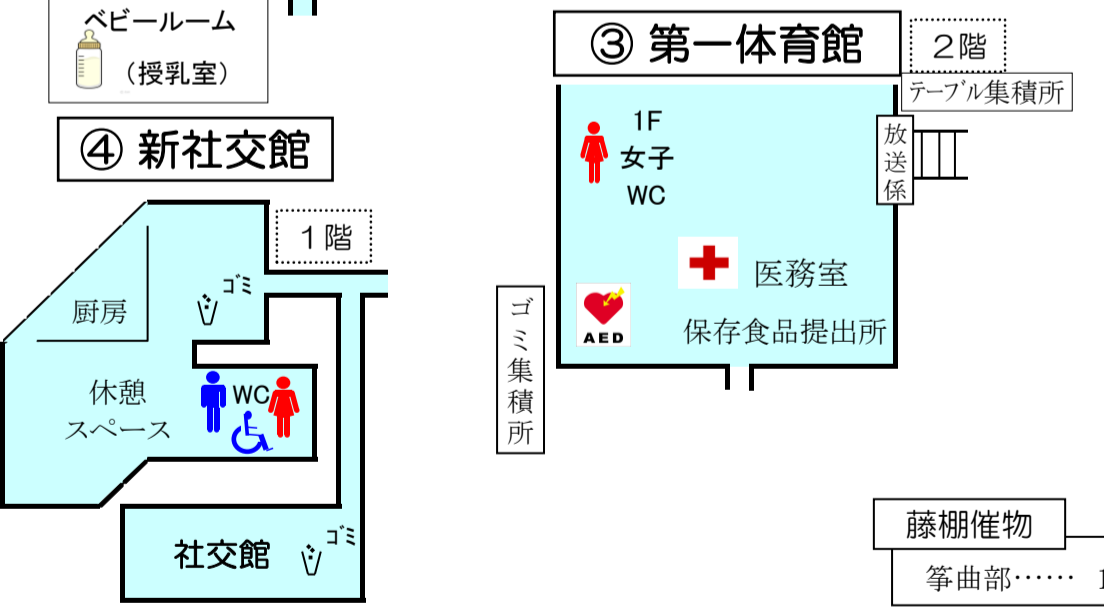 ベビールーム
（授乳室）
④ 新社交館
1階
厨房
ゴミ
休憩
スペース
WC
社交館
ゴミ
③ 第一体育館
2階
テーブル集積所
1F
女子
WC
放送係
医務室
AED
保存食品提出所
ゴミ集積所
藤棚催物
箏曲部…… 1